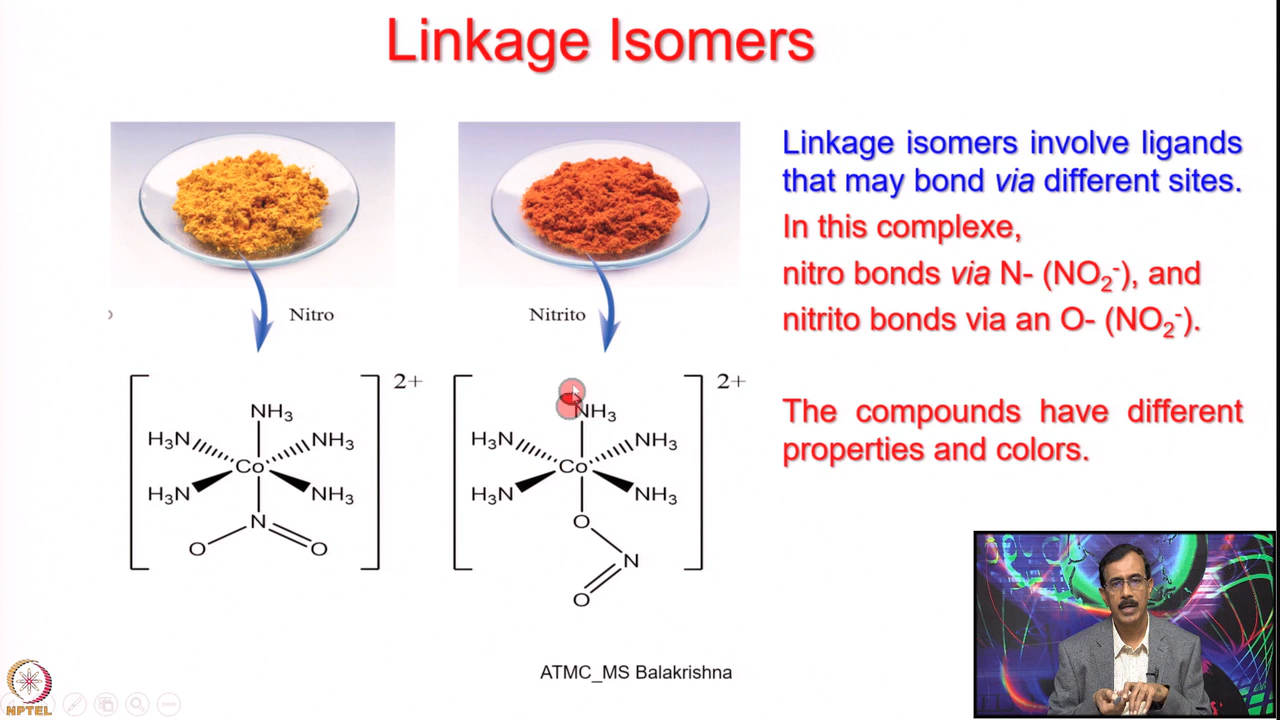 Linkage Isomers
Linkage isomers involve ligands
that may bond via different sites.
In this complexe,
nitro bonds via N- (NO₂⁻), and
nitrito bonds via an O- (NO₂⁻).
The compounds have different
properties and colors.
Nitro
Nitrito
2+
NH₃
H₃N NH₃
Co
H₃N NH₃
N
O O
2+
NH₃
H₃N NH₃
Co
H₃N NH₃
O
N
O
ATMC_MS Balakrishna
NPTEL